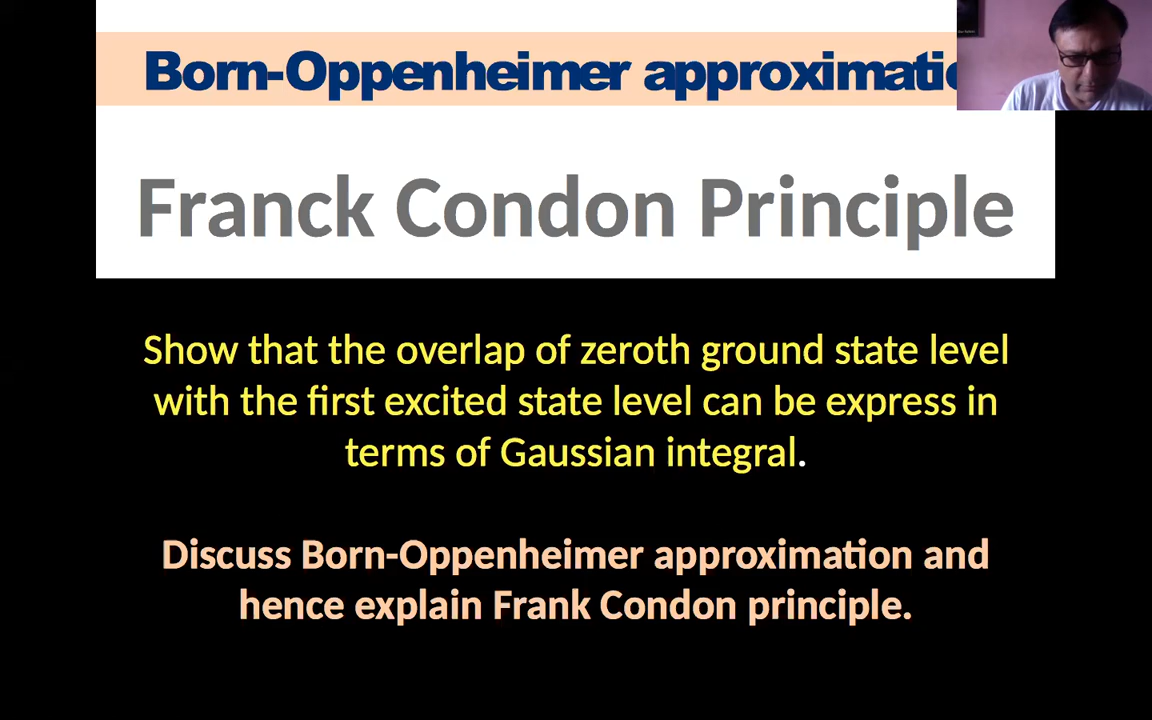 Born-Oppenheimer
Franck Condon Principle
Show that the overlap of zeroth ground state level
with the first excited state level can be express in
terms of Gaussian integral.
Discuss Born-Oppenheimer approximation and
hence explain Frank Condon principle.